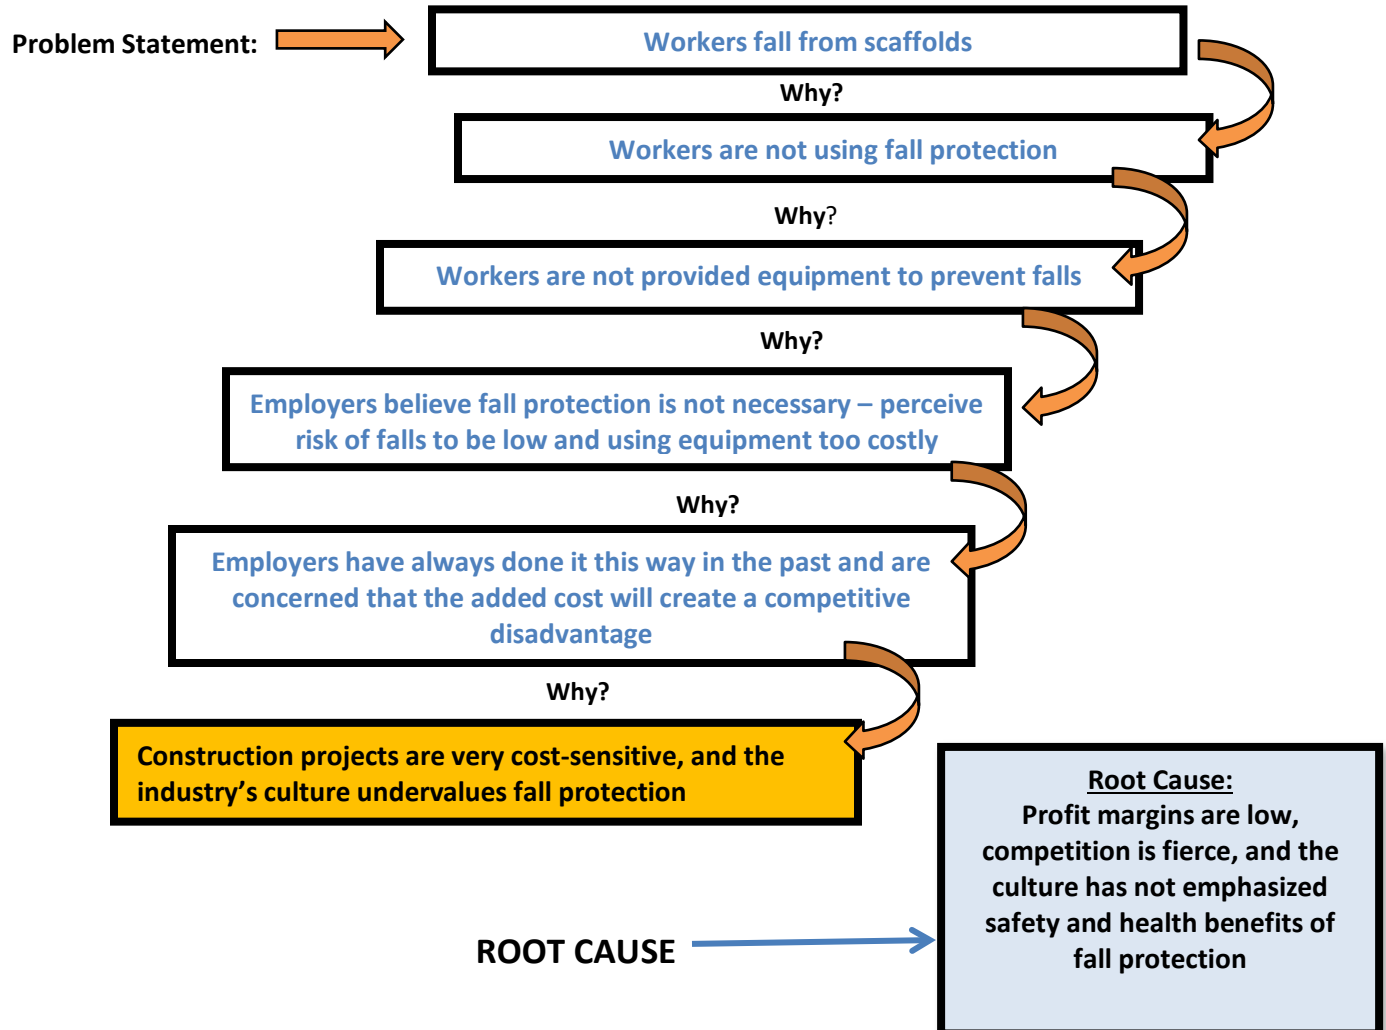 Problem Statement:
Workers fall from scaffolds
Why?
Workers are not using fall protection
Why?
Workers are not provided equipment to prevent falls
Why?
Employers believe fall protection is not necessary – perceive
risk of falls to be low and using equipment too costly
Why?
Employers have always done it this way in the past and are
concerned that the added cost will create a competitive
disadvantage
Why?
Construction projects are very cost-sensitive, and the
industry’s culture undervalues fall protection
ROOT CAUSE
Root Cause:
Profit margins are low,
competition is fierce, and the
culture has not emphasized
safety and health benefits of
fall protection